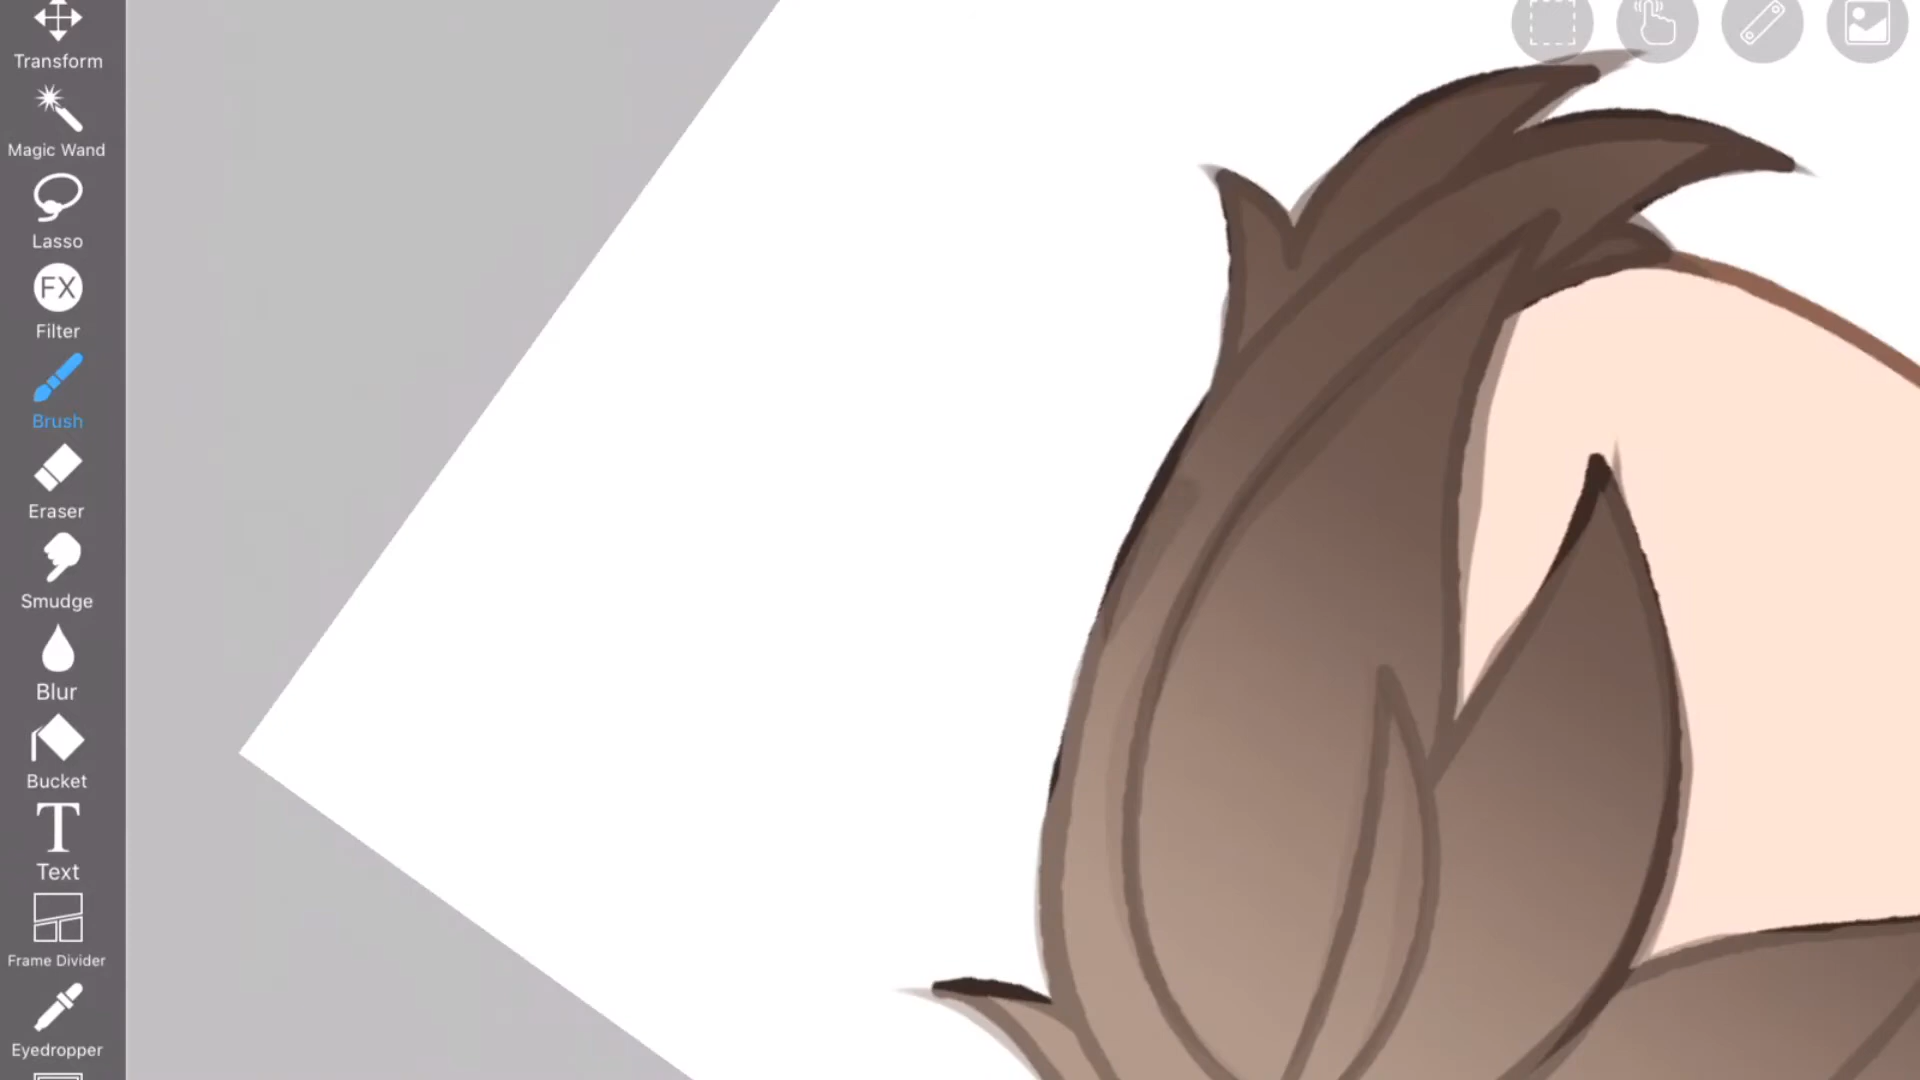 Transform
Magic Wand
Lasso
FX
Filter
Brush
Eraser
Smudge
Blur
Bucket
T
Text
Frame Divider
Eyedropper